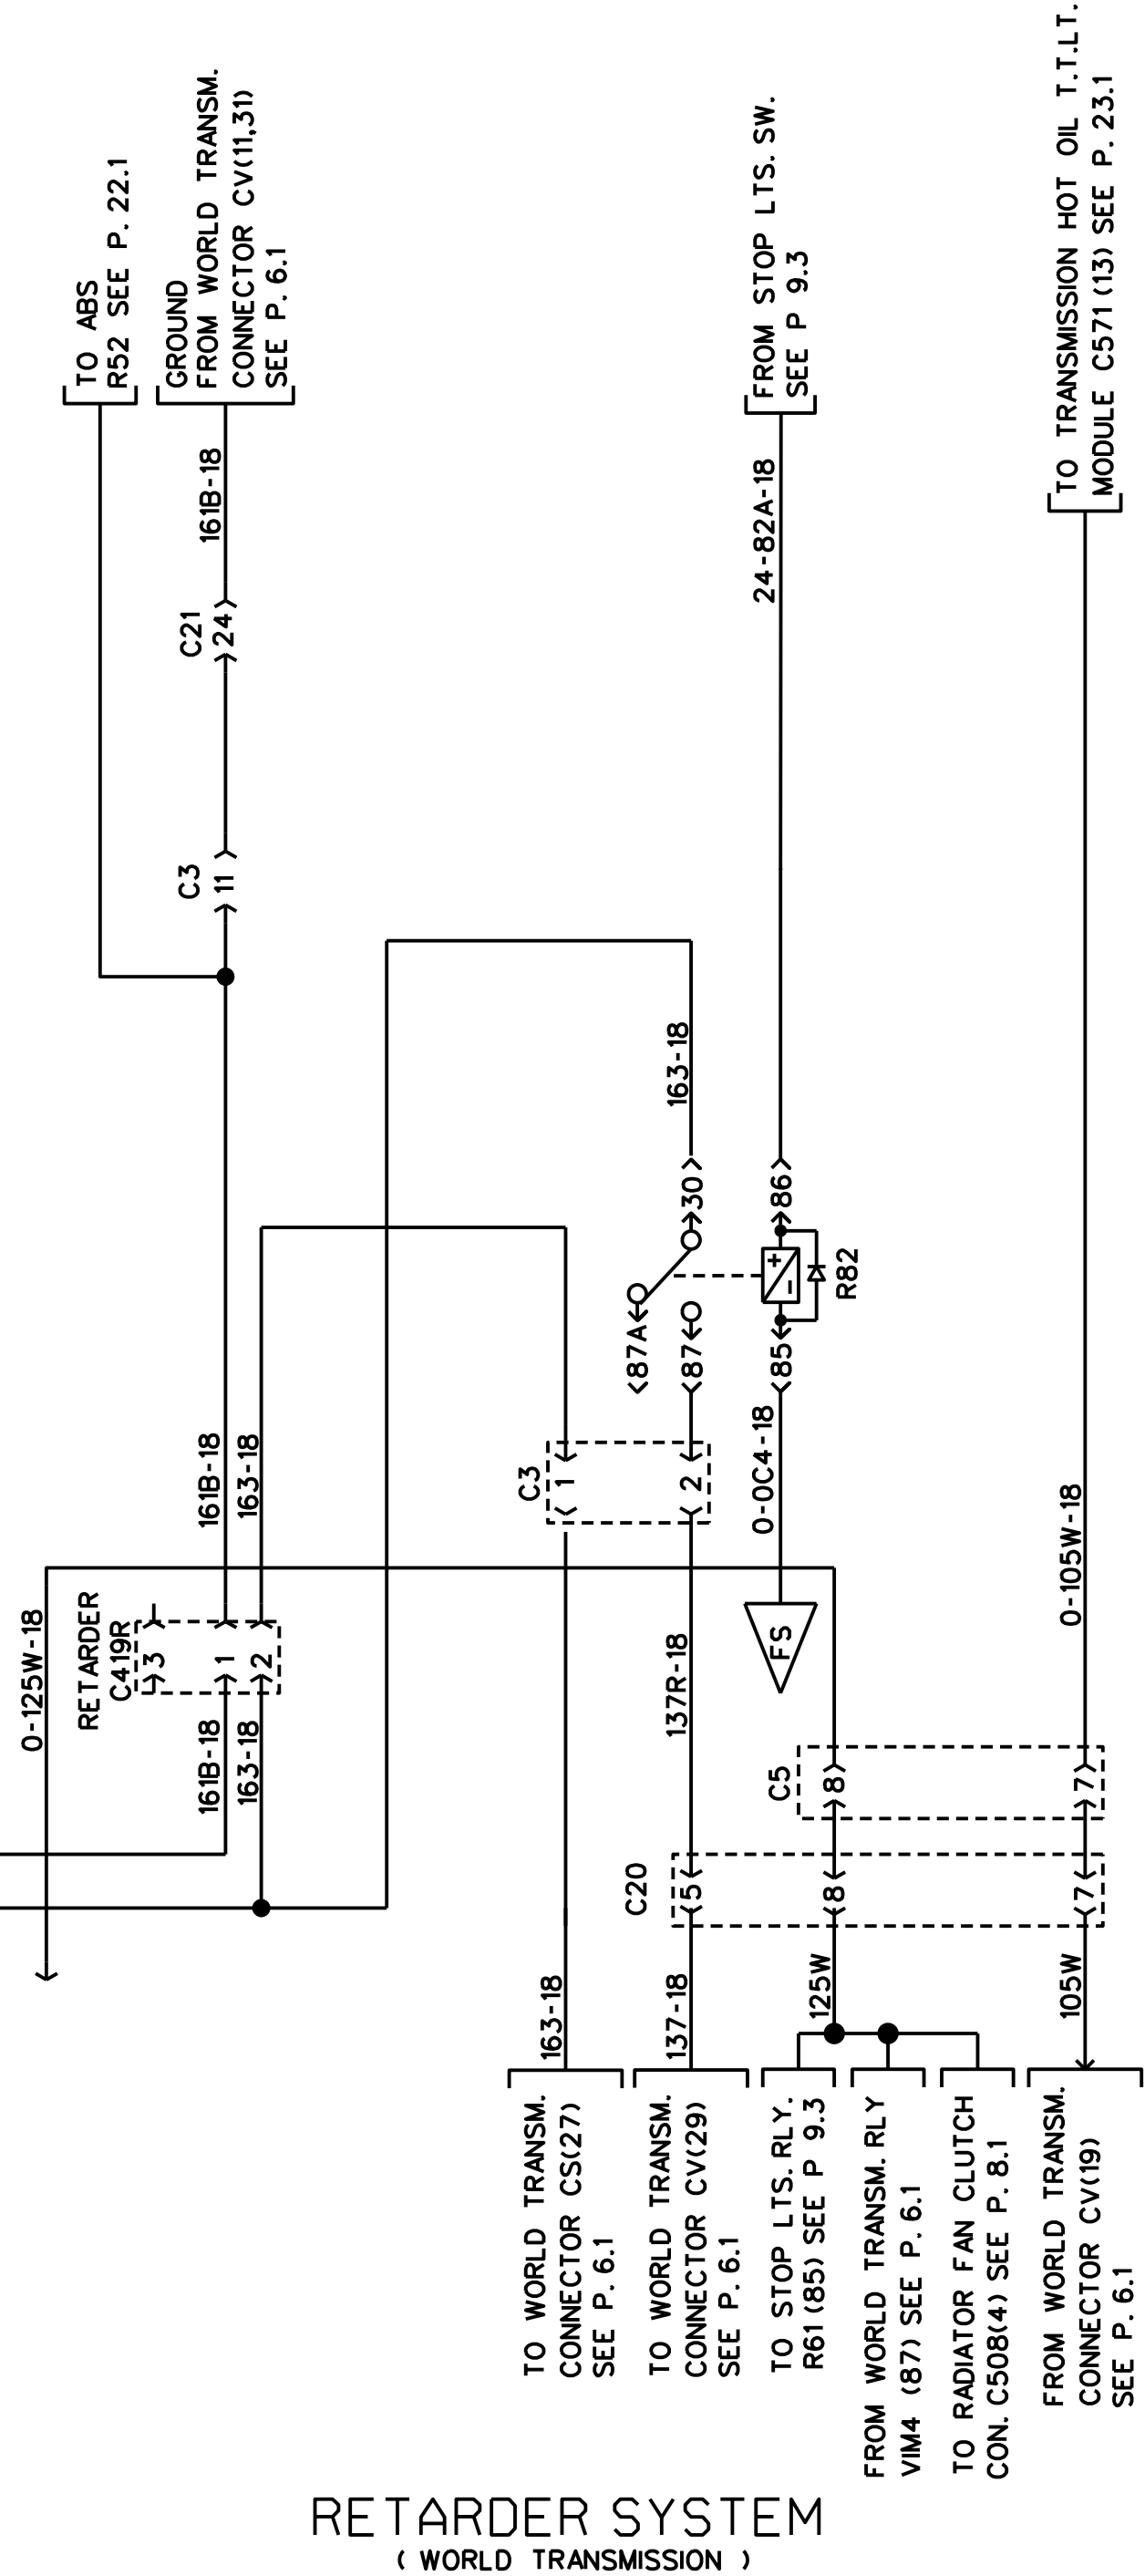 TO ABS
R52 SEE P. 22.1
GROUND
FROM WORLD TRANSM.
CONNECTOR CV(11,31)
SEE P. 6.1
FROM STOP LTS. SW.
SEE P 9.3
TO TRANSMISSION HOT OIL T.T.LT.
MODULE C571(13) SEE P. 23.1
161B-18
24-82A-18
C21
24
C3
11
163-18
30
86
87A
87
85
R82
+
-
161B-18
163-18
C3
1
2
0-0C4-18
0-105W-18
0-125W-18
RETARDER
C419R
3
1
2
FS
161B-18
163-18
137R-18
C5
8
7
C20
5
8
7
163-18
137-18
125W
105W
TO WORLD TRANSM.
CONNECTOR CS(27)
SEE P. 6.1
TO WORLD TRANSM.
CONNECTOR CV(29)
SEE P. 6.1
TO STOP LTS. RLY.
R61(85) SEE P 9.3
FROM WORLD TRANSM. RLY
VIM4 (87) SEE P. 6.1
TO RADIATOR FAN CLUTCH
CON. C508(4) SEE P. 8.1
FROM WORLD TRANSM.
CONNECTOR CV(19)
SEE P. 6.1
RETARDER SYSTEM
( WORLD TRANSMISSION )